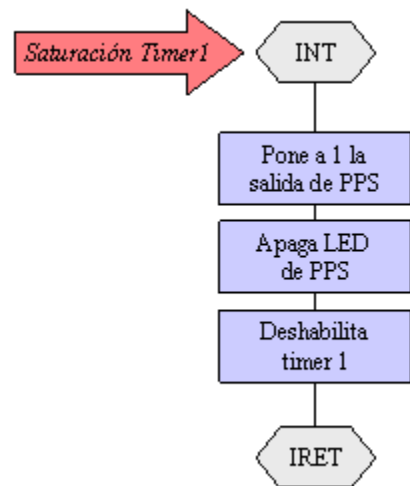 Saturación Timer1
INT
Pone a 1 la
salida de PPS
Apaga LED
de PPS
Deshabilita
timer 1
IRET